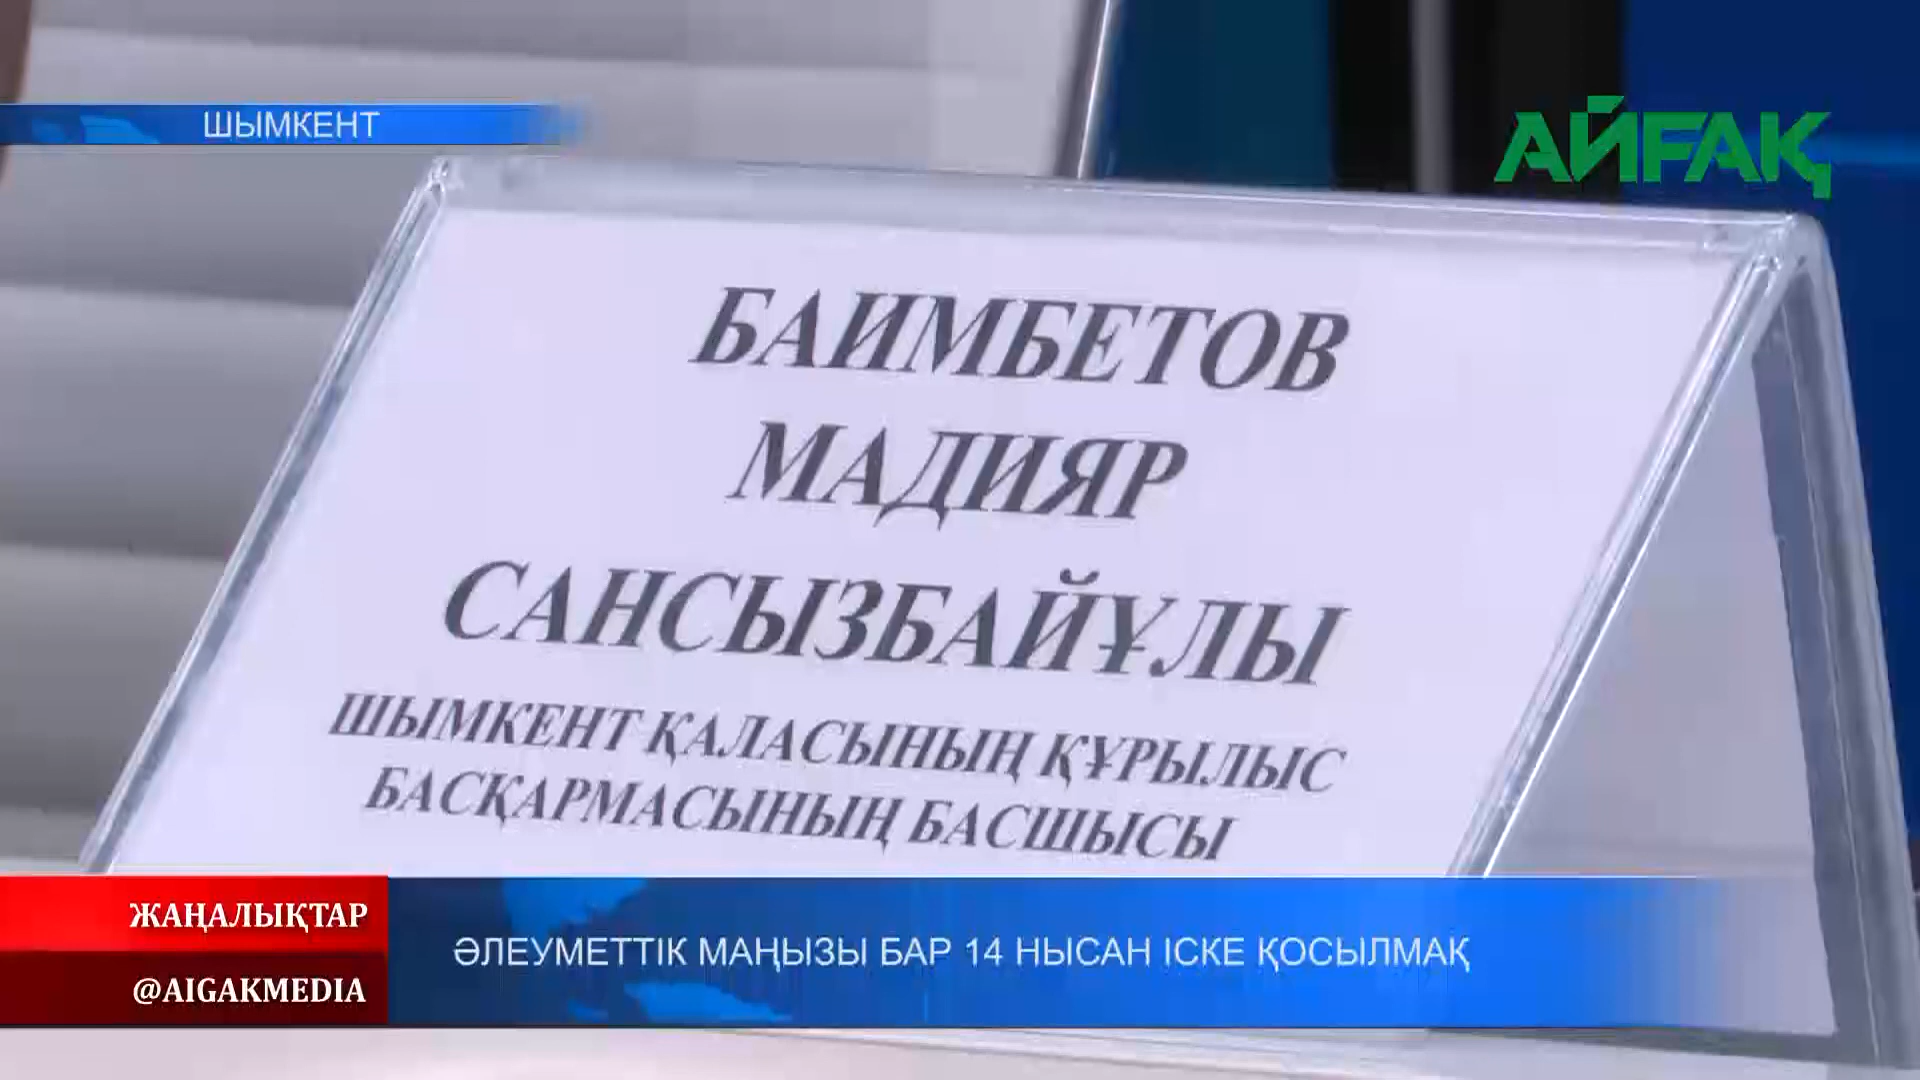 ШЫМКЕНТ
АЙҒАҚ
БАИМБЕТОВ
МАДИЯР
САНСЫЗБАЙҰЛЫ
ШЫМКЕНТ ҚАЛАСЫНЫҢ ҚҰРЫЛЫС
БАСҚАРМАСЫНЫҢ БАСШЫСЫ
ЖАҢАЛЫҚТАР
@AIGAKMEDIA
ӘЛЕУМЕТТІК МАҢЫЗЫ БАР 14 НЫСАН ІСКЕ ҚОСЫЛМАҚ